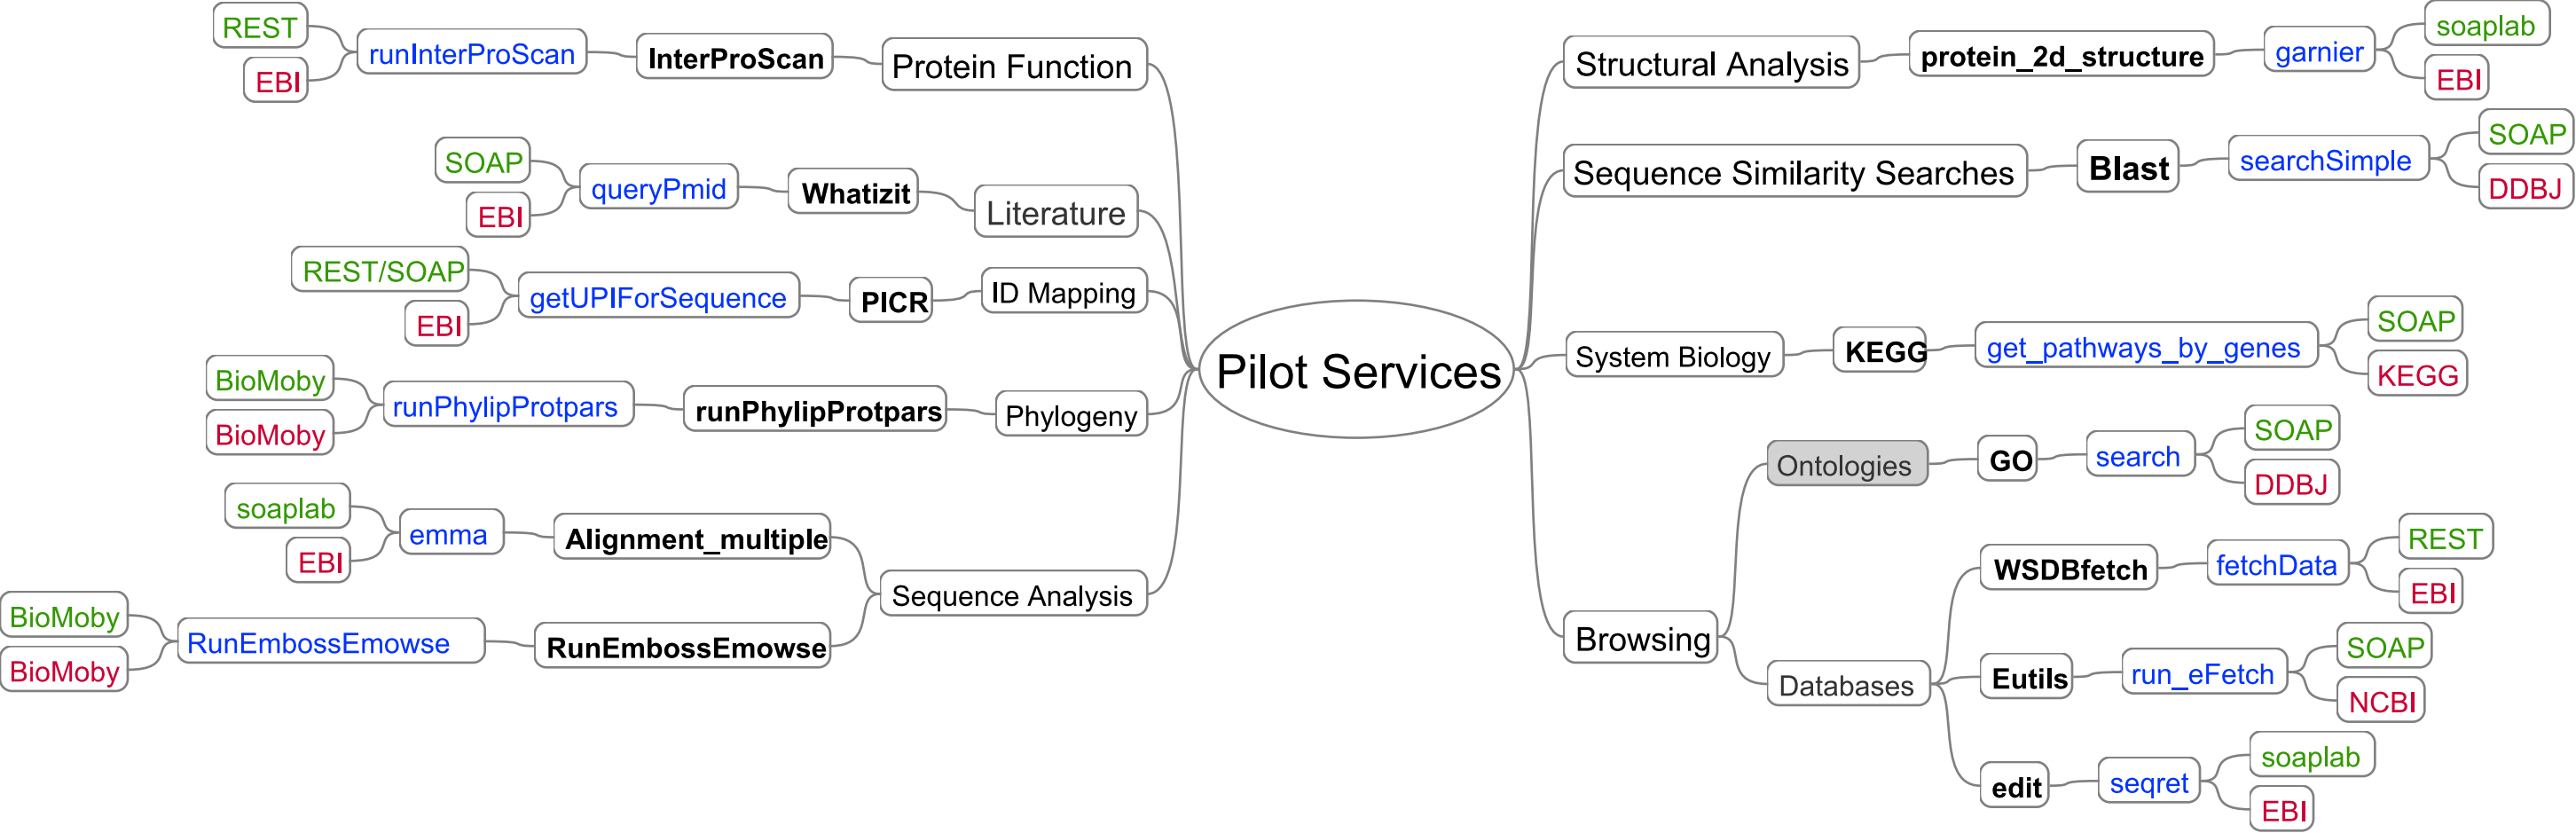 REST
EBI
runInterProScan
InterProScan
Protein Function
SOAP
EBI
queryPmid
Whatizit
Literature
REST/SOAP
EBI
getUPIForSequence
PICR
ID Mapping
BioMoby
BioMoby
runPhylipProtpars
runPhylipProtpars
Phylogeny
soaplab
EBI
emma
Alignment_multiple
BioMoby
BioMoby
RunEmbossEmowse
RunEmbossEmowse
Sequence Analysis
Pilot Services
Structural Analysis
protein_2d_structure
garnier
soaplab
EBI
Sequence Similarity Searches
Blast
searchSimple
SOAP
DDBJ
System Biology
KEGG
get_pathways_by_genes
SOAP
KEGG
Browsing
Ontologies
GO
search
SOAP
DDBJ
Databases
WSDBfetch
fetchData
REST
EBI
Eutils
run_eFetch
SOAP
NCBI
edit
seqret
soaplab
EBI